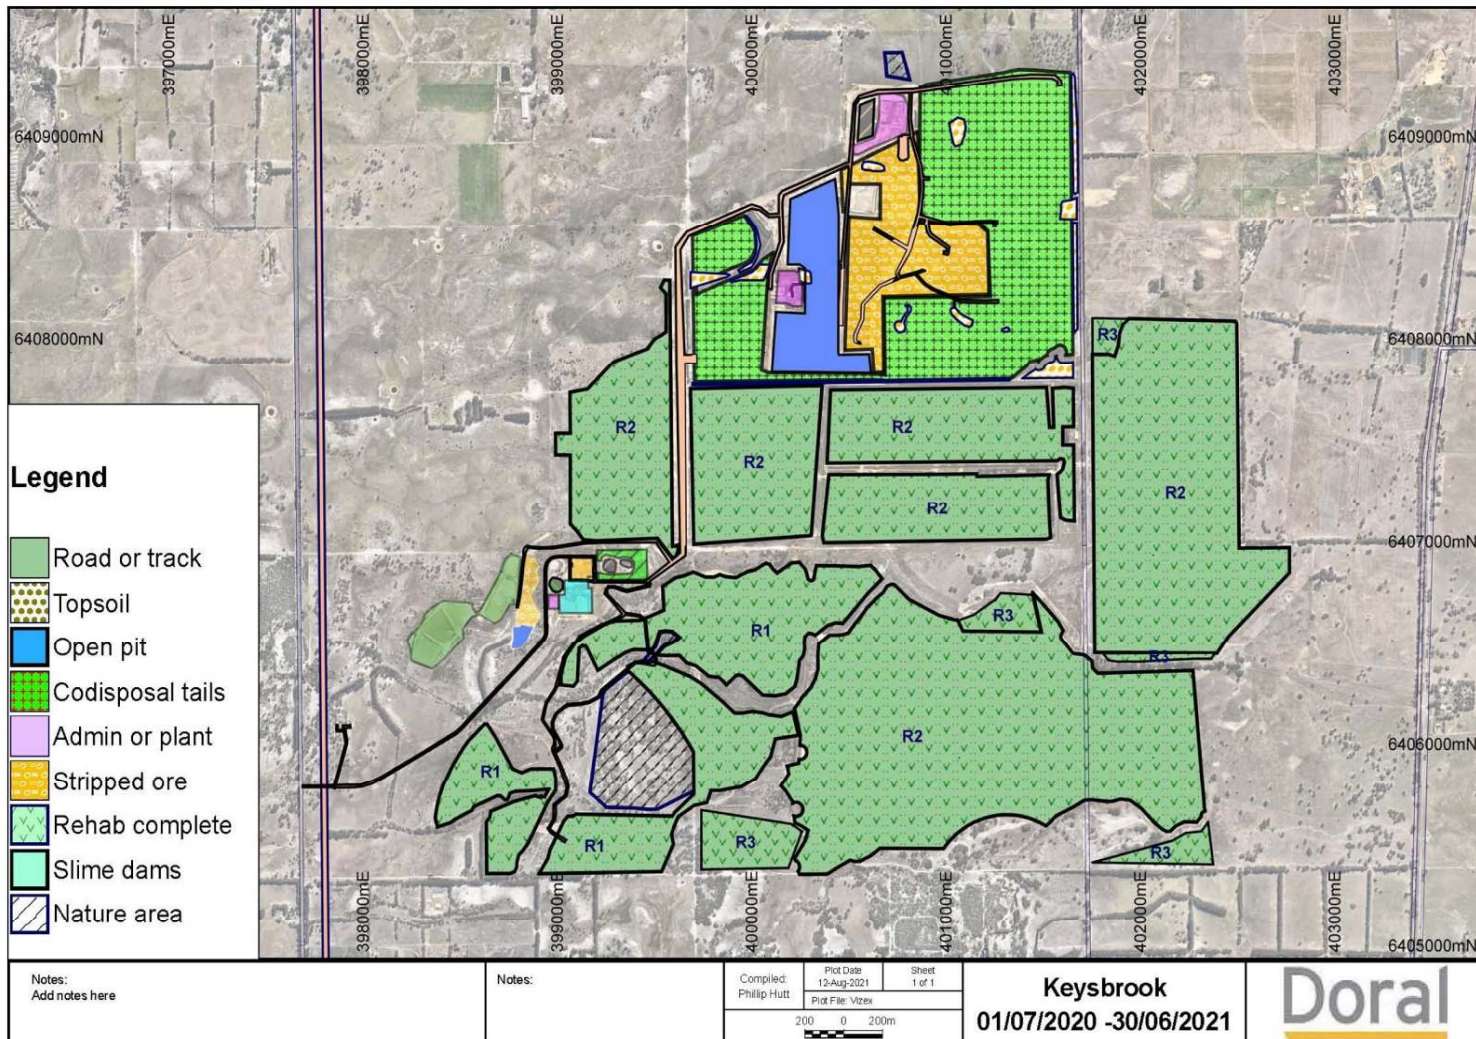 397000mE
398000mE
399000mE
400000mE
401000mE
402000mE
403000mE
6409000mN
6409000mN
6408000mN
6408000mN
R3
R2
R2
R2
R2
R2
6407000mN
R3
R1
R3
R2
6406000mN
R1
R1
R3
R3
398000mE
399000mE
400000mE
401000mE
402000mE
403000mE
6405000mN
Legend
Road or track
Topsoil
Open pit
Codisposal tails
Admin or plant
Stripped ore
Rehab complete
Slime dams
Nature area
Notes:
Add notes here
Notes:
Compiled:
Phillip Hutt
Plot Date
12-Aug-2021
Sheet
1 of 1
Plot File: Vizex
200 0 200m
Keysbrook
01/07/2020 -30/06/2021
Doral